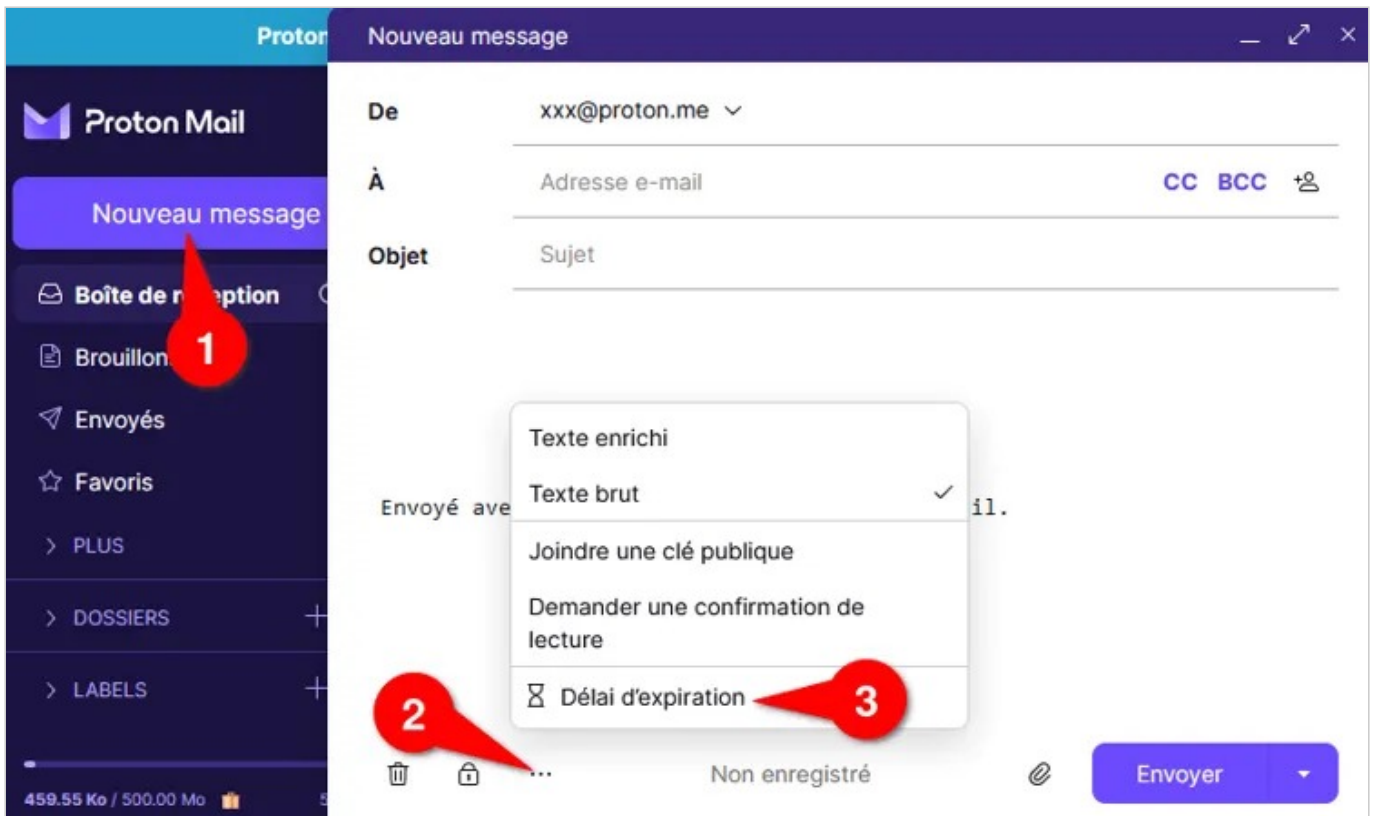 Proton
Nouveau message
Proton Mail
Nouveau message
Boîte de r eption
Brouillon
Envoyés
Favoris
PLUS
DOSSIERS
LABELS
459.55 Ko / 500.00 Mo
De
xxx@proton.me
À
Adresse e-mail
CC BCC
Objet
Sujet
Envoyé ave
il.
Texte enrichi
Texte brut
Joindre une clé publique
Demander une confirmation de
lecture
Délai d'expiration
Non enregistré
Envoyer
1
2
3